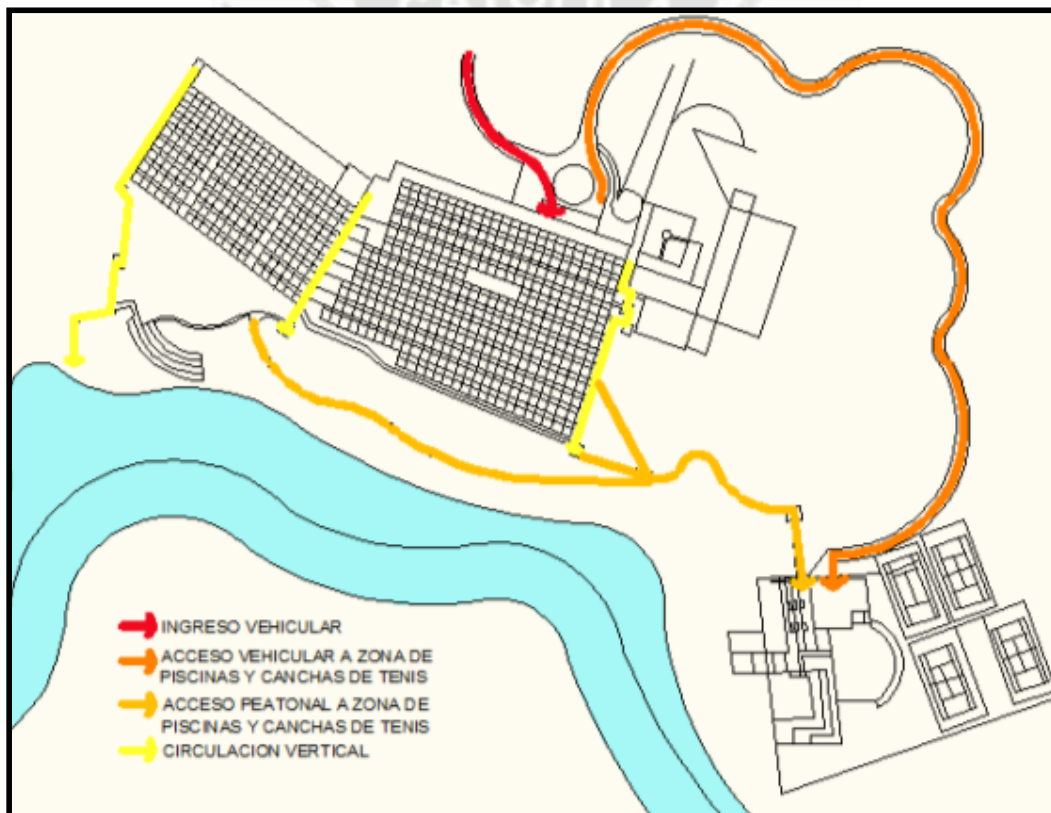 INGRESO VEHICULAR
ACCESO VEHICULAR A ZONA DE
PISCINAS Y CANCHAS DE TENIS
ACCESO PEATONAL A ZONA DE
PISCINAS Y CANCHAS DE TENIS
CIRCULACION VERTICAL